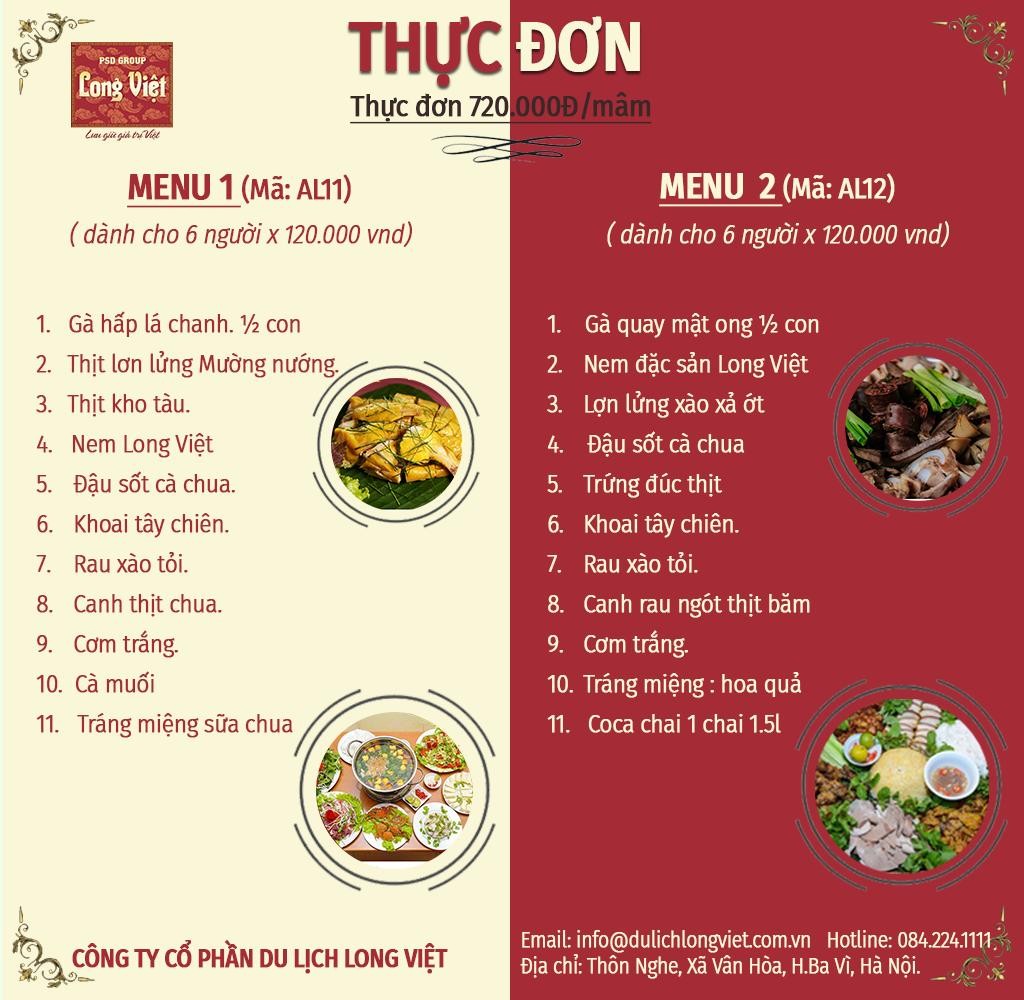 THỰC ĐƠN
PSD GROUP
Long Việt
Lưu giữ giá trị Việt
Thực đơn 720.000Đ/mâm
MENU 1 (Mã: AL11)
( dành cho 6 người x 120.000 vnd)
1. Gà hấp lá chanh. ½ con
2. Thịt lơn lửng Mường nướng.
3. Thịt kho tàu.
4. Nem Long Việt
5. Đậu sốt cà chua.
6. Khoai tây chiên.
7. Rau xào tỏi.
8. Canh thịt chua.
9. Cơm trắng.
10. Cà muối
11. Tráng miệng sữa chua
MENU 2 (Mã: AL12)
( dành cho 6 người x 120.000 vnd)
1. Gà quay mật ong ½ con
2. Nem đặc sản Long Việt
3. Lợn lửng xào xả ớt
4. Đậu sốt cà chua
5. Trứng đúc thịt
6. Khoai tây chiên.
7. Rau xào tỏi.
8. Canh rau ngót thịt băm
9. Cơm trắng.
10. Tráng miệng : hoa quả
11. Coca chai 1 chai 1.5l
CÔNG TY CỔ PHẦN DU LỊCH LONG VIỆT
Email: info@dulichlongviet.com.vn Hotline: 084.224.1111
Địa chỉ: Thôn Nghe, Xã Vân Hòa, H.Ba Vì, Hà Nội.